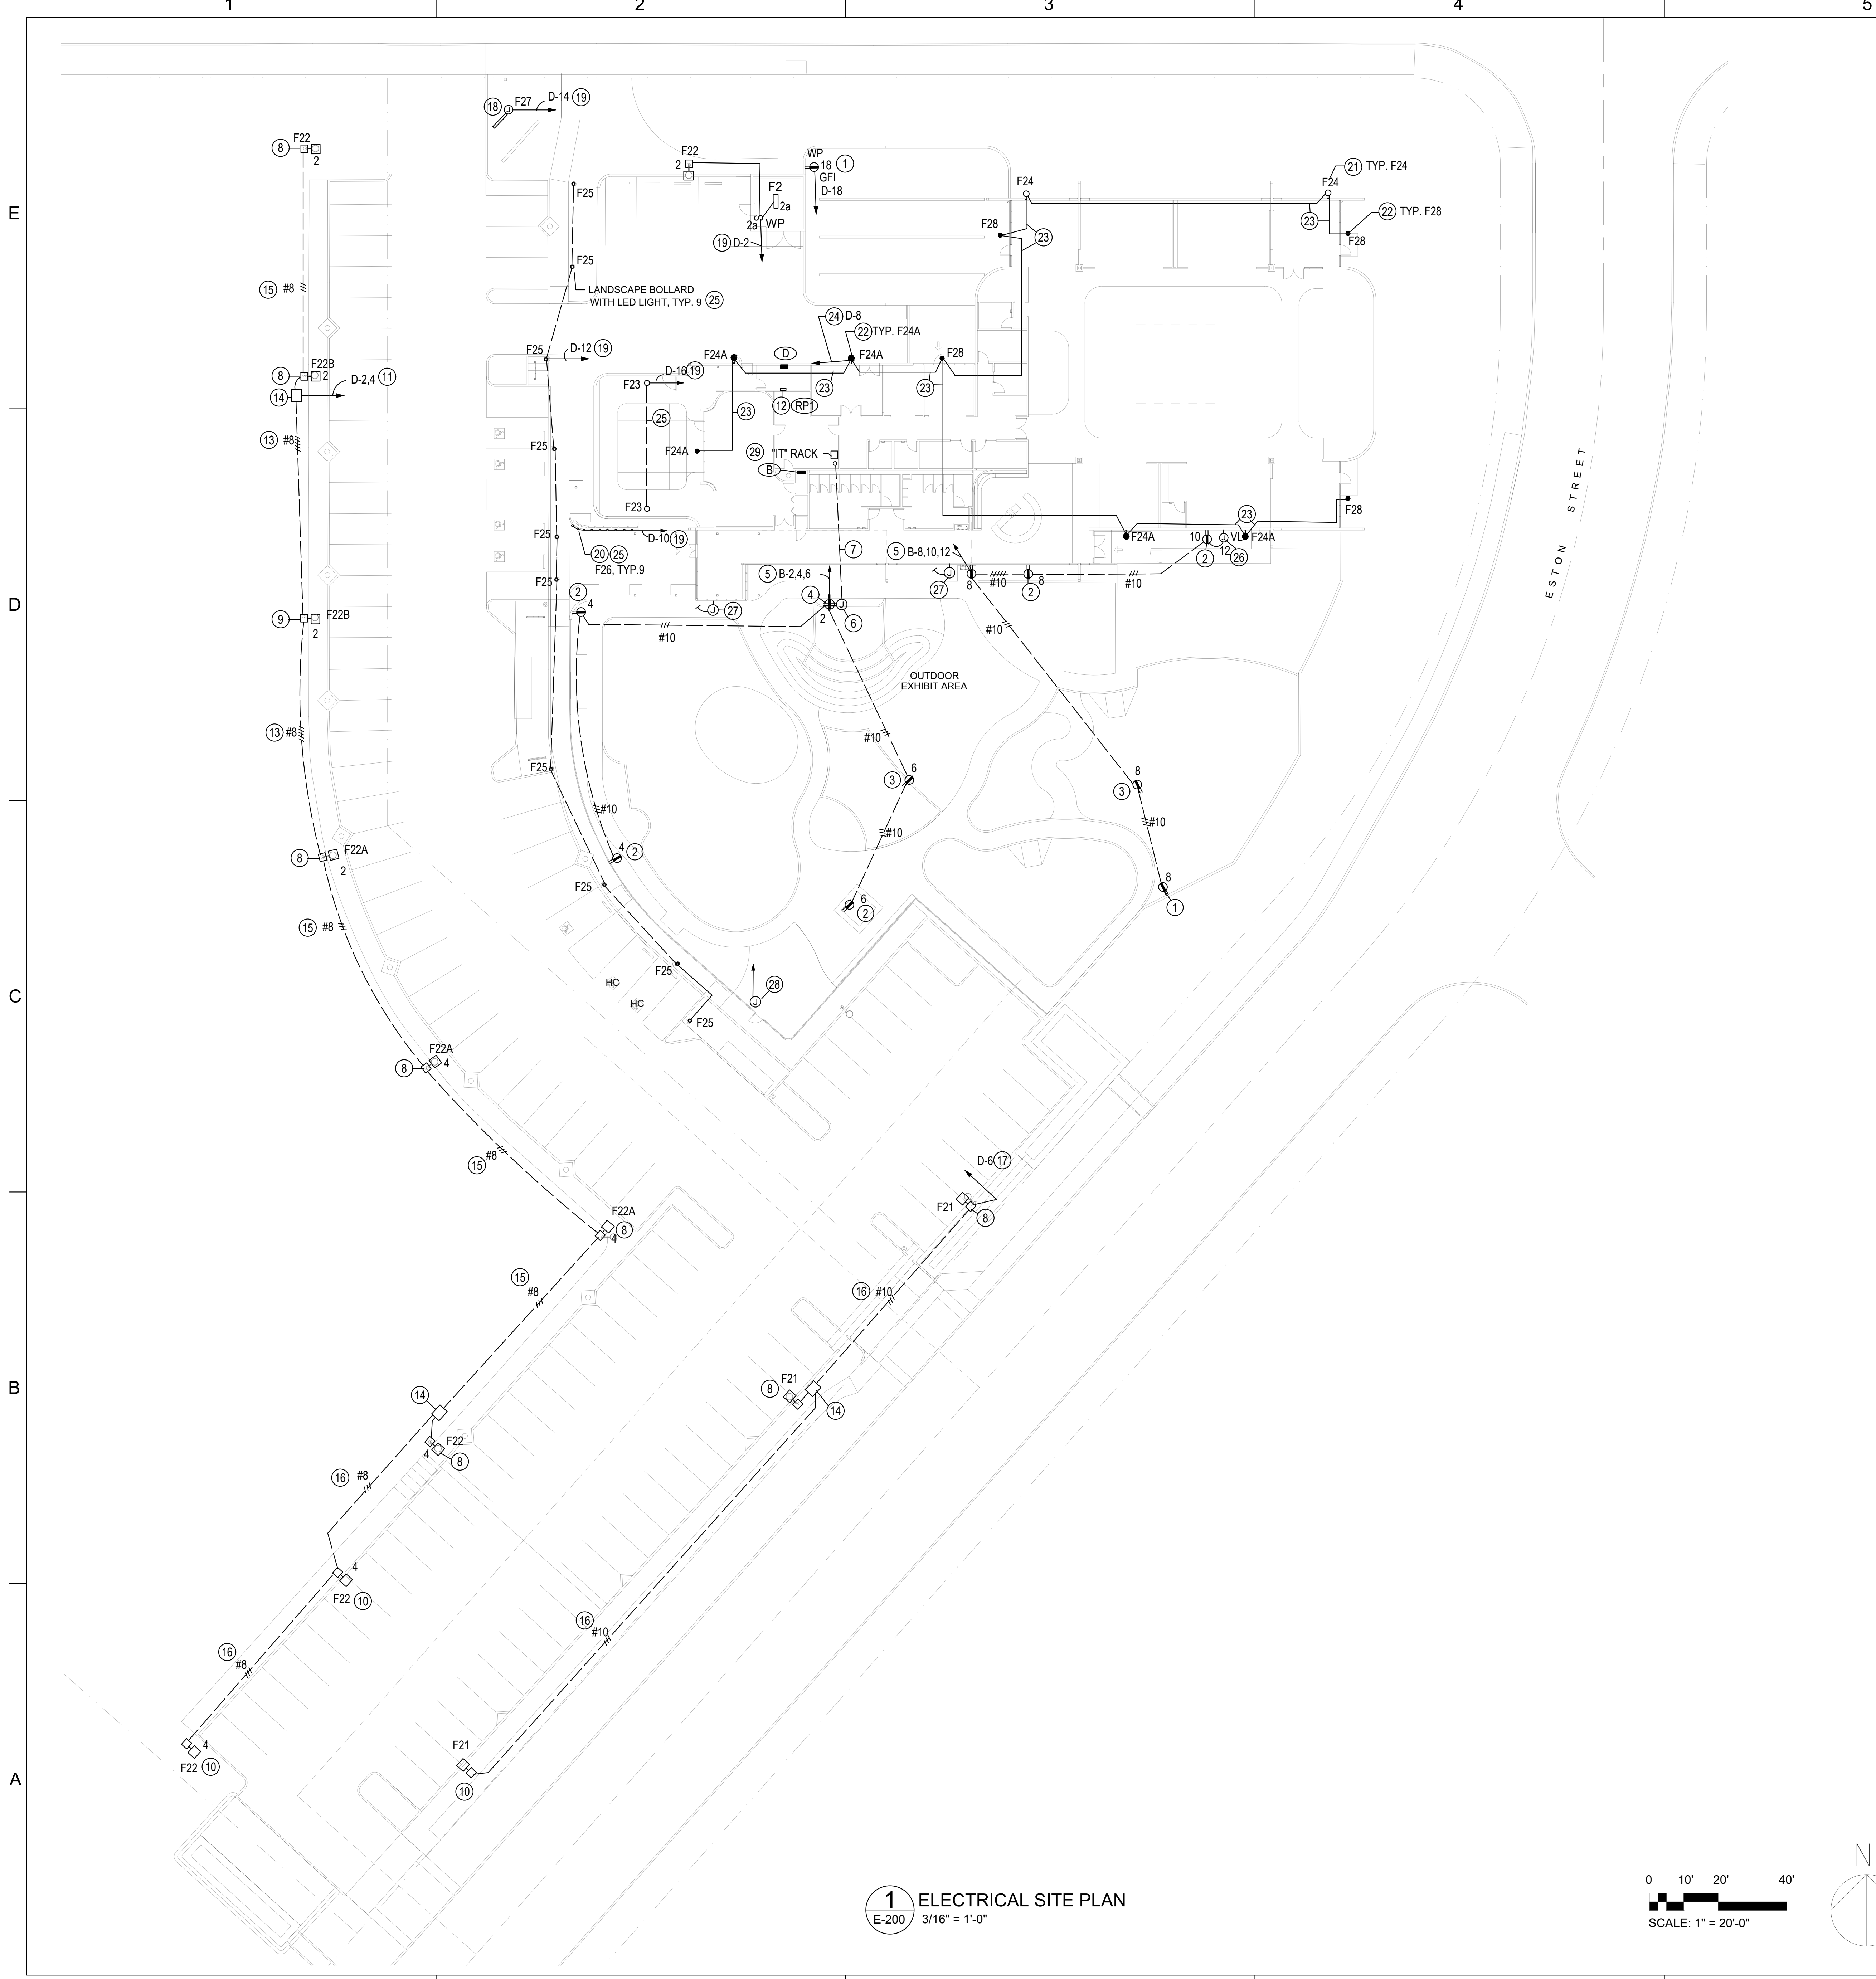 1 2 3 4 5
E
D
C
B
A
18 F27 D-14 19
8 F22
2
F25
F22
2
WP
18 1
GFI
D-18
F2
2a
2a WP
19 D-2
F24
F24
21 TYP. F24
22 TYP. F28
F28
23
23
F28
F25
LANDSCAPE BOLLARD
WITH LED LIGHT, TYP. 9 25
15 #8
24 D-8
22 TYP. F24A
F25 D-12 19
F24A
D
F24A
F28
8 F22B
2
D-2,4 11
14
D-16 19
F23
23
23
12 RP1
25
23
13 #8
F25
F24A
29 "IT" RACK
B
F23
F28
23
F25
D-10 19
20 25
F26, TYP.9
F24A
10
VL
F24A
12
2
26
7
5 B-8,10,12
5 B-2,4,6
F25
2
4
27
4
2
6
27
8
#10
8
2
#10
9 F22B
2
#10
#10
OUTDOOR
EXHIBIT AREA
13 #8
#10
F25
3 6
8
3
#10
#10
#10
8 F22A
2
4 2
F25
6
2
8
1
15 #8
F25
HC
HC
28
F25
F22A
8 4
#8
15
D-6 17
F21
8
F22A
8
4
15
#8
16 #10
14
F22
4
8
8 F21
14
16 #8
4
F22 10
16
#10
16
#8
4
F22 10
F21
10
ESTON STREET
1
E-200
ELECTRICAL SITE PLAN
3/16" = 1'-0"
0 10' 20' 40'
SCALE: 1" = 20'-0"
N